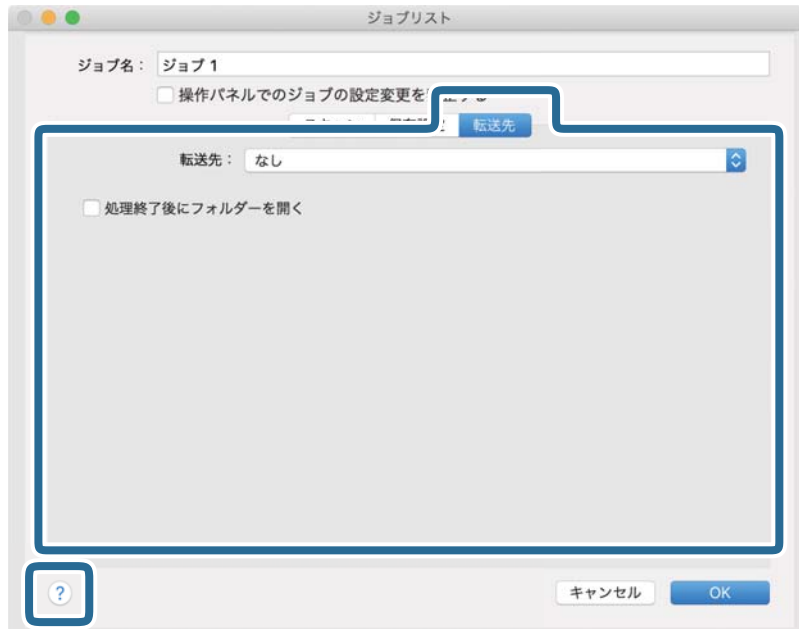 ジョブリスト
ジョブ名： ジョブ 1
操作パネルでのジョブの設定変更を
転送先
転送先： なし
処理終了後にフォルダーを開く
?
キャンセル OK